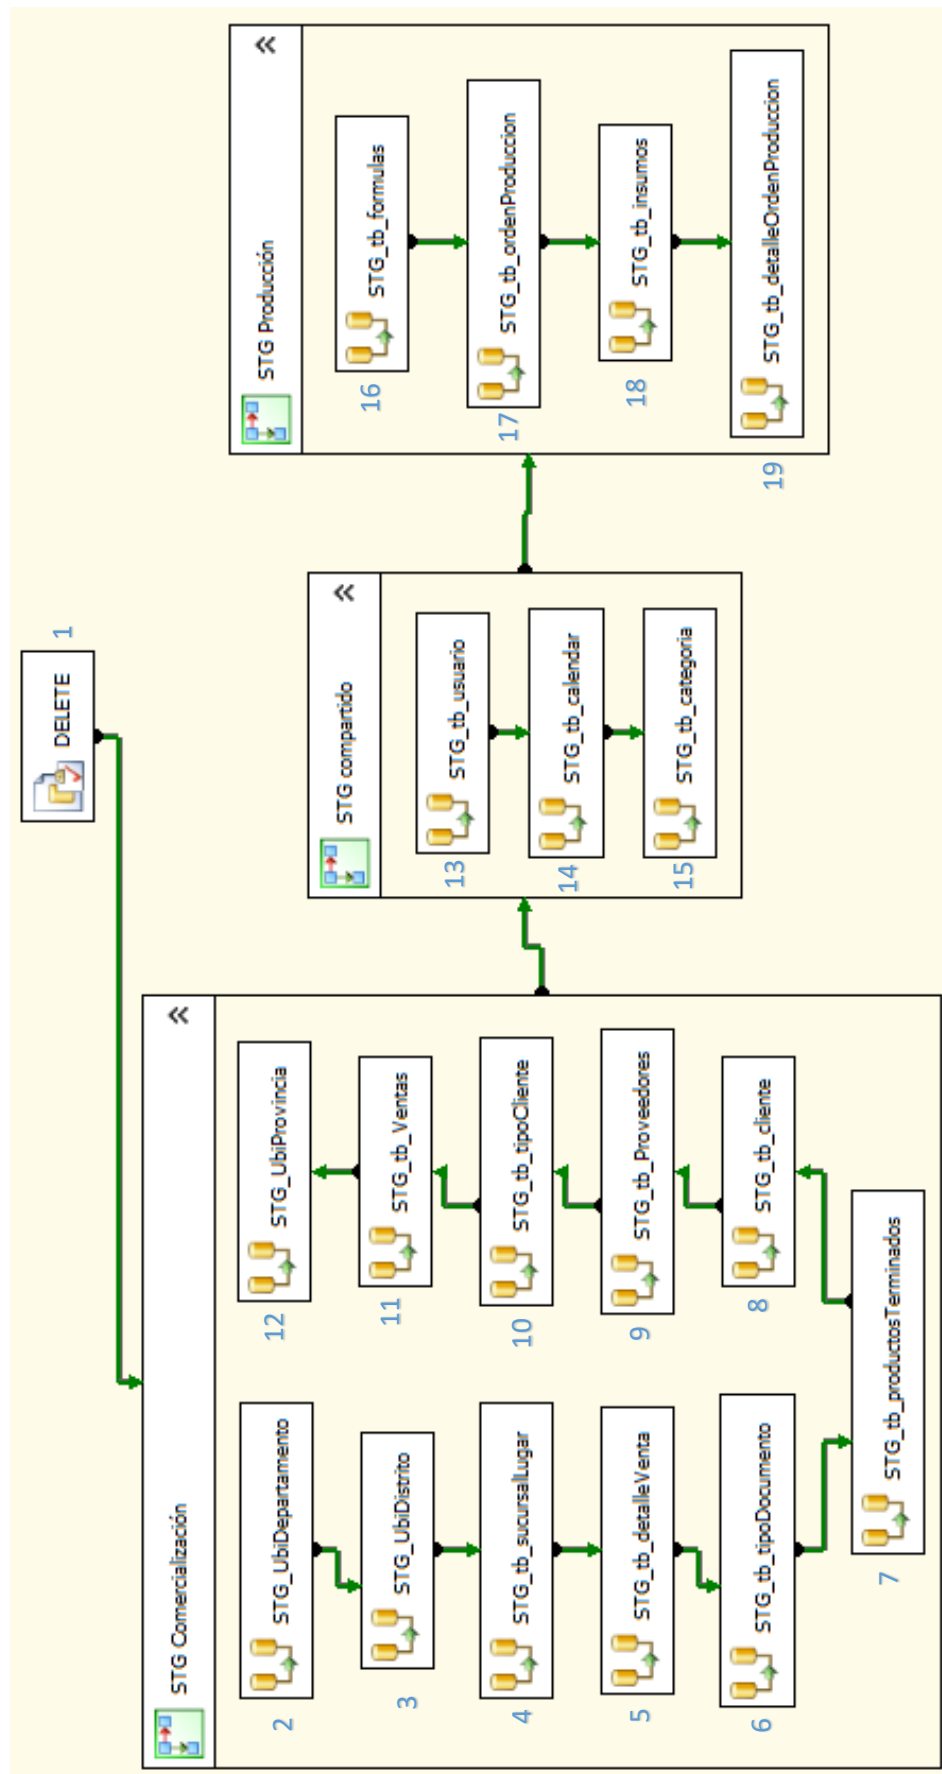 DELETE
1
STG Comercialización
2
STG_UbiDepartamento
3
STG_UbiDistrito
4
STG_tb_sucursalLugar
5
STG_tb_detalleVenta
6
STG_tb_tipoDocumento
7
STG_tb_productosTerminados
8
STG_tb_cliente
9
STG_tb_Proveedores
10
STG_tb_tipoCliente
11
STG_tb_Ventas
12
STG_UbiProvincia
STG compartido
13
STG_tb_usuario
14
STG_tb_calendar
15
STG_tb_categoria
STG Producción
16
STG_tb_formulas
17
STG_tb_ordenProduccion
18
STG_tb_insumos
19
STG_tb_detalleOrdenProduccion